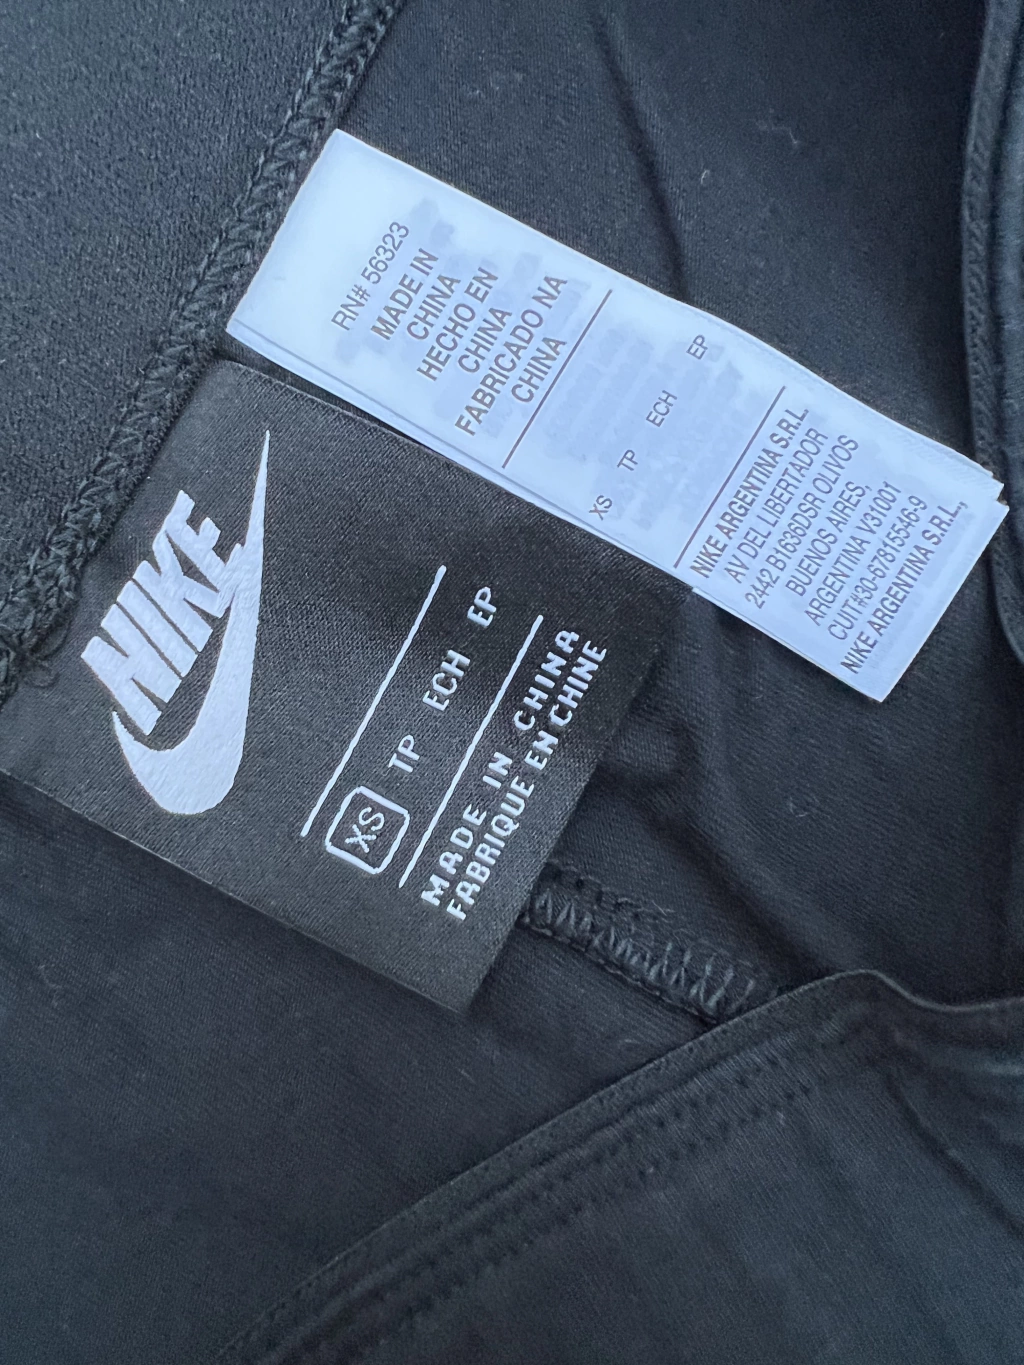 RN# 56323
MADE IN
CHINA
HECHO EN
CHINA
FABRICADO NA
CHINA
XS TP ECH EP
NIKE ARGENTINA S.R.L.
AV DEL LIBERTADOR
2442 B1636DSR OLIVOS
BUENOS AIRES,
ARGENTINA V31001
CUIT#30-67815546-9
NIKE ARGENTINA S.R.L.,
NIKE
XS TP ECH EP
MADE IN CHINA
FABRIQUE EN CHINE